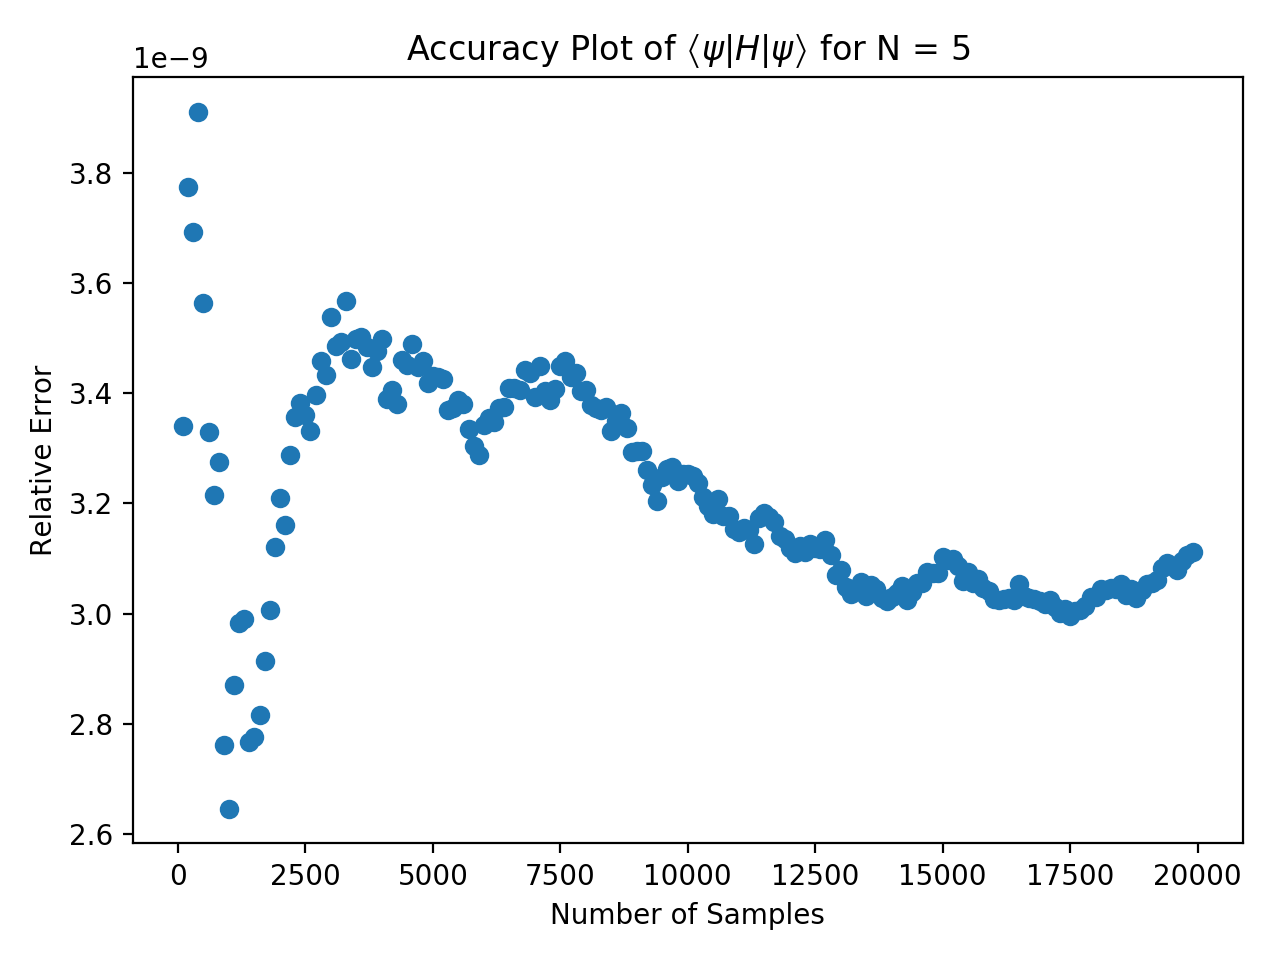 Accuracy Plot of ⟨ψ|H|ψ⟩ for N = 5
1e−9
3.8
3.6
3.4
3.2
3.0
2.8
2.6
Relative Error
0 2500 5000 7500 10000 12500 15000 17500 20000
Number of Samples